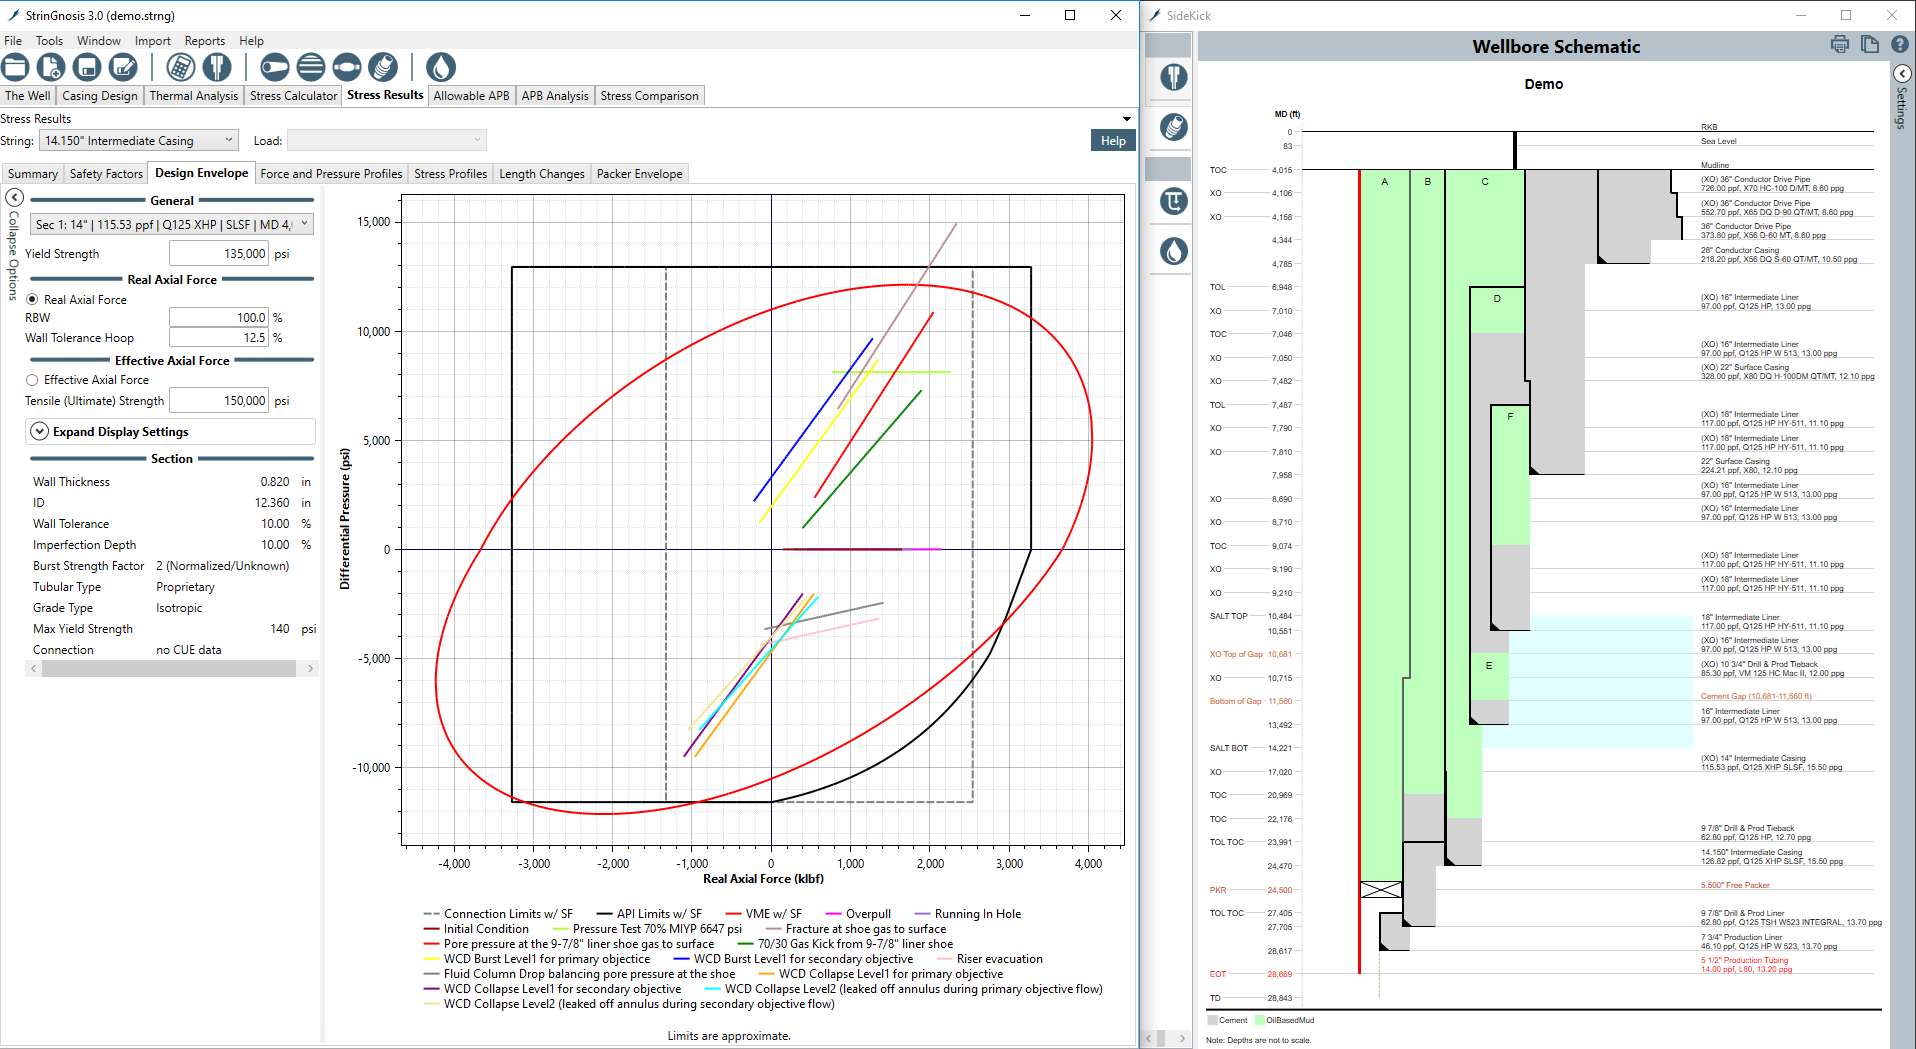 StrinGnosis 3.0 (demo.strng)
File Tools Window Import Reports Help
The Well Casing Design Thermal Analysis Stress Calculator Stress Results Allowable APB APB Analysis Stress Comparison
Stress Results
String: 14.150" Intermediate Casing Load: Help
Summary Safety Factors Design Envelope Force and Pressure Profiles Stress Profiles Length Changes Packer Envelope
Collapse Options
General
Sec 1: 14" | 115.53 ppf | Q125 XHP | SLSF | MD 4,
Yield Strength 135,000 psi
Real Axial Force
Real Axial Force
RBW 100.0 %
Wall Tolerance Hoop 12.5 %
Effective Axial Force
Effective Axial Force
Tensile (Ultimate) Strength 150,000 psi
Expand Display Settings
Section
Wall Thickness 0.820 in
ID 12.360 in
Wall Tolerance 10.00 %
Imperfection Depth 10.00 %
Burst Strength Factor 2 (Normalized/Unknown)
Tubular Type Proprietary
Grade Type Isotropic
Max Yield Strength 140 psi
Connection no CUE data
Differential Pressure (psi)
15,000
10,000
5,000
0
-5,000
-10,000
-4,000 -3,000 -2,000 -1,000 0 1,000 2,000 3,000 4,000
Real Axial Force (klbf)
Connection Limits w/ SF API Limits w/ SF VME w/ SF Overpull Running In Hole
Initial Condition Pressure Test 70% MIYP 6647 psi Fracture at shoe gas to surface
Pore pressure at the 9-7/8" liner shoe gas to surface 70/30 Gas Kick from 9-7/8" liner shoe
WCD Burst Level1 for primary objectice WCD Burst Level1 for secondary objective Riser evacuation
Fluid Column Drop balancing pore pressure at the shoe WCD Collapse Level1 for primary objective
WCD Collapse Level1 for secondary objective WCD Collapse Level2 (leaked off annulus during primary objective flow)
WCD Collapse Level2 (leaked off annulus during secondary objective flow)
Limits are approximate.
SideKick
Wellbore Schematic
Settings
Demo
MD (ft)
0 RKB
83 Sea Level
Mudline
TOC 4,015
A B C
(XO) 36" Conductor Drive Pipe
726.00 ppf, X70 HC-100 D/MT, 8.60 ppg
XO 4,106
(XO) 36" Conductor Drive Pipe
552.70 ppf, X65 DQ D-90 QT/MT, 8.60 ppg
XO 4,158
36" Conductor Drive Pipe
373.80 ppf, X56 D-60 MT, 8.60 ppg
4,344
28" Conductor Casing
218.20 ppf, X56 DQ S-60 QT/MT, 10.50 ppg
4,785
TOL 6,948
D
(XO) 16" Intermediate Liner
97.00 ppf, Q125 HP, 13.00 ppg
XO 7,010
TOC 7,046
(XO) 16" Intermediate Liner
97.00 ppf, Q125 HP W 513, 13.00 ppg
XO 7,050
(XO) 22" Surface Casing
328.00 ppf, X80 DQ H-100DM QT/MT, 12.10 ppg
XO 7,482
TOL 7,487
F
(XO) 18" Intermediate Liner
117.00 ppf, Q125 HP HY-511, 11.10 ppg
XO 7,790
(XO) 18" Intermediate Liner
117.00 ppf, Q125 HP HY-511, 11.10 ppg
XO 7,810
22" Surface Casing
224.21 ppf, X80, 12.10 ppg
7,958
(XO) 16" Intermediate Liner
97.00 ppf, Q125 HP W 513, 13.00 ppg
XO 8,690
(XO) 16" Intermediate Liner
97.00 ppf, Q125 HP W 513, 13.00 ppg
XO 8,710
TOC 9,074
(XO) 18" Intermediate Liner
117.00 ppf, Q125 HP HY-511, 11.10 ppg
XO 9,190
(XO) 18" Intermediate Liner
117.00 ppf, Q125 HP HY-511, 11.10 ppg
XO 9,210
SALT TOP 10,484
18" Intermediate Liner
117.00 ppf, Q125 HP HY-511, 11.10 ppg
10,551
(XO) 16" Intermediate Liner
97.00 ppf, Q125 HP W 513, 13.00 ppg
XO Top of Gap 10,681
E
(XO) 10 3/4" Drill & Prod Tieback
85.30 ppf, VM 125 HC Mac II, 12.00 ppg
XO 10,715
Cement Gap (10,681-11,560 ft)
Bottom of Gap 11,560
16" Intermediate Liner
97.00 ppf, Q125 HP W 513, 13.00 ppg
13,492
SALT BOT 14,221
(XO) 14" Intermediate Casing
115.53 ppf, Q125 XHP SLSF, 15.50 ppg
XO 17,020
TOC 20,969
TOC 22,176
9 7/8" Drill & Prod Tieback
62.80 ppf, Q125 HP, 12.70 ppg
TOL TOC 23,991
14.150" Intermediate Casing
126.82 ppf, Q125 XHP SLSF, 15.50 ppg
24,470
5.500" Free Packer
PKR 24,500
TOL TOC 27,405
9 7/8" Drill & Prod Liner
62.80 ppf, Q125 TSH W523 INTEGRAL, 13.70 ppg
27,705
7 3/4" Production Liner
46.10 ppf, Q125 HP W 523, 13.70 ppg
28,617
5 1/2" Production Tubing
14.00 ppf, L80, 13.20 ppg
EOT 28,669
TD 28,843
Cement OilBasedMud
Note: Depths are not to scale.